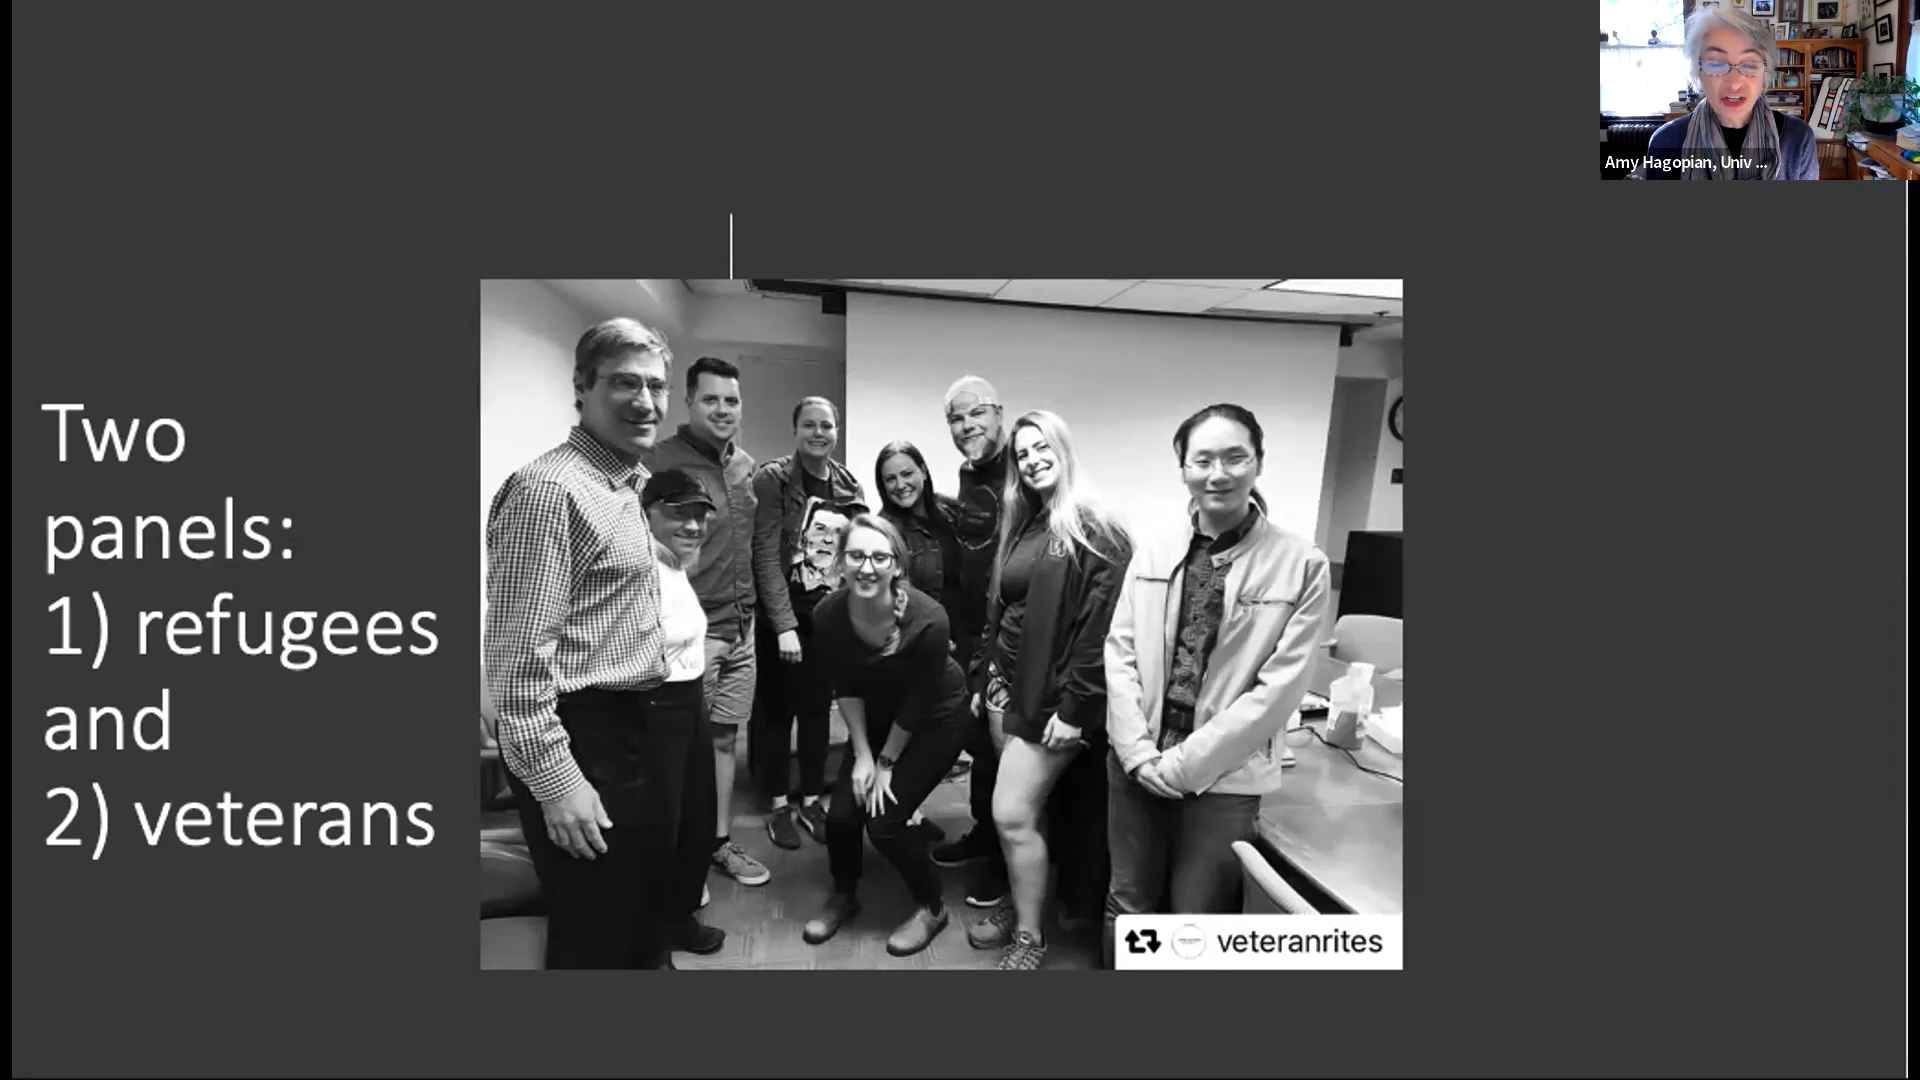 Amy Hagopian, Univ ...
Two
panels:
1) refugees
and
2) veterans
veteranrites